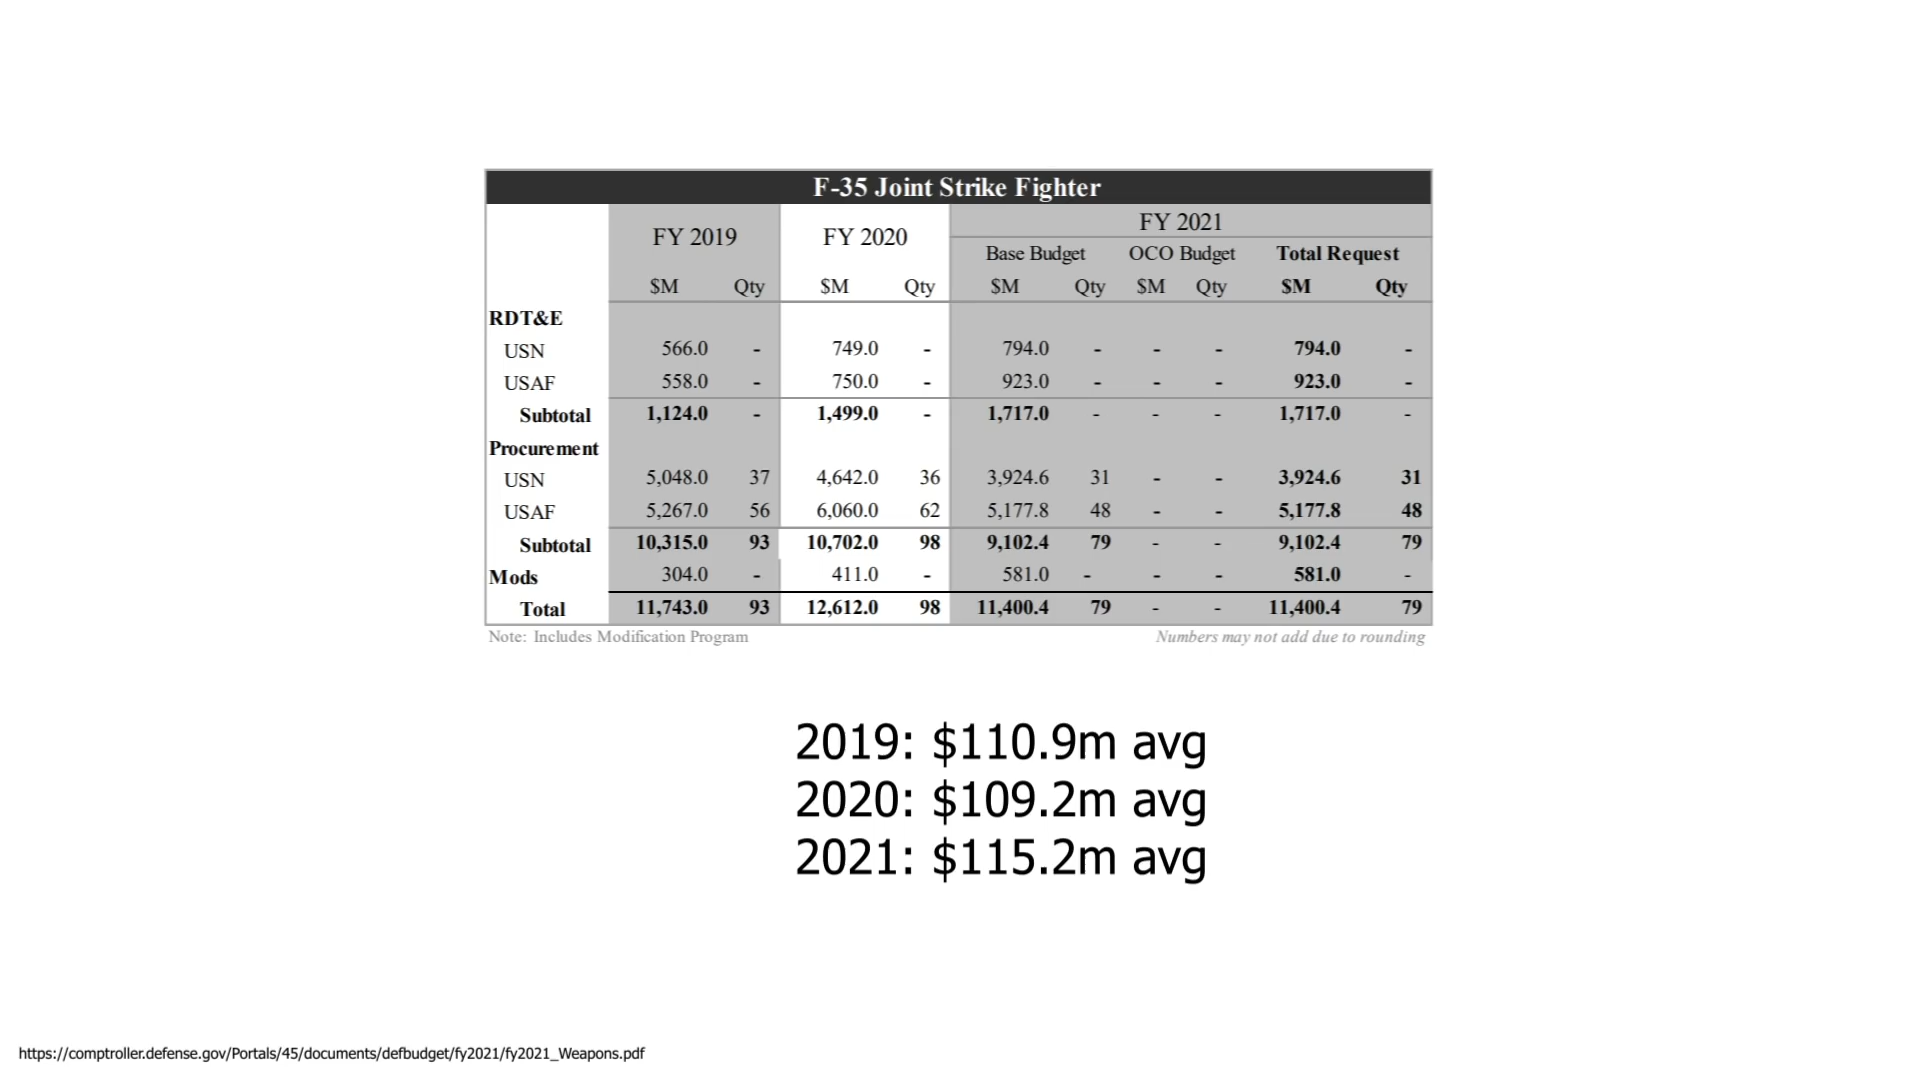 F-35 Joint Strike Fighter
FY 2019 FY 2020 FY 2021
Base Budget OCO Budget Total Request
$M Qty $M Qty $M Qty $M Qty $M Qty
RDT&E
USN 566.0 - 749.0 - 794.0 - - - 794.0 -
USAF 558.0 - 750.0 - 923.0 - - - 923.0 -
Subtotal 1,124.0 - 1,499.0 - 1,717.0 - - - 1,717.0 -
Procurement
USN 5,048.0 37 4,642.0 36 3,924.6 31 - - 3,924.6 31
USAF 5,267.0 56 6,060.0 62 5,177.8 48 - - 5,177.8 48
Subtotal 10,315.0 93 10,702.0 98 9,102.4 79 - - 9,102.4 79
Mods 304.0 - 411.0 - 581.0 - - - 581.0 -
Total 11,743.0 93 12,612.0 98 11,400.4 79 - - 11,400.4 79
Note: Includes Modification Program Numbers may not add due to rounding
2019: $110.9m avg
2020: $109.2m avg
2021: $115.2m avg
https://comptroller.defense.gov/Portals/45/documents/defbudget/fy2021/fy2021_Weapons.pdf